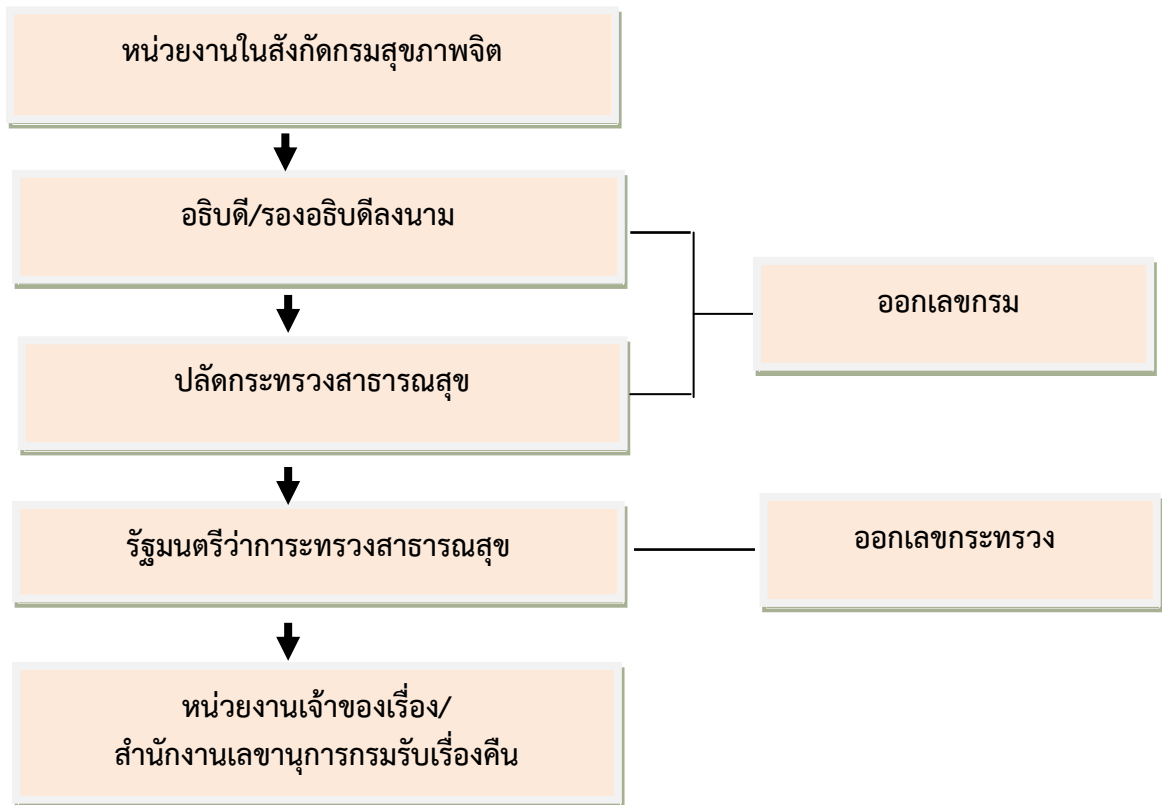 หน่วยงานในสังกัดกรมสุขภาพจิต
อธิบดี/รองอธิบดีลงนาม
ออกเลขกรม
ปลัดกระทรวงสาธารณสุข
รัฐมนตรีว่าการะทรวงสาธารณสุข
ออกเลขกระทรวง
หน่วยงานเจ้าของเรื่อง/
สำนักงานเลขานุการกรมรับเรื่องคืน